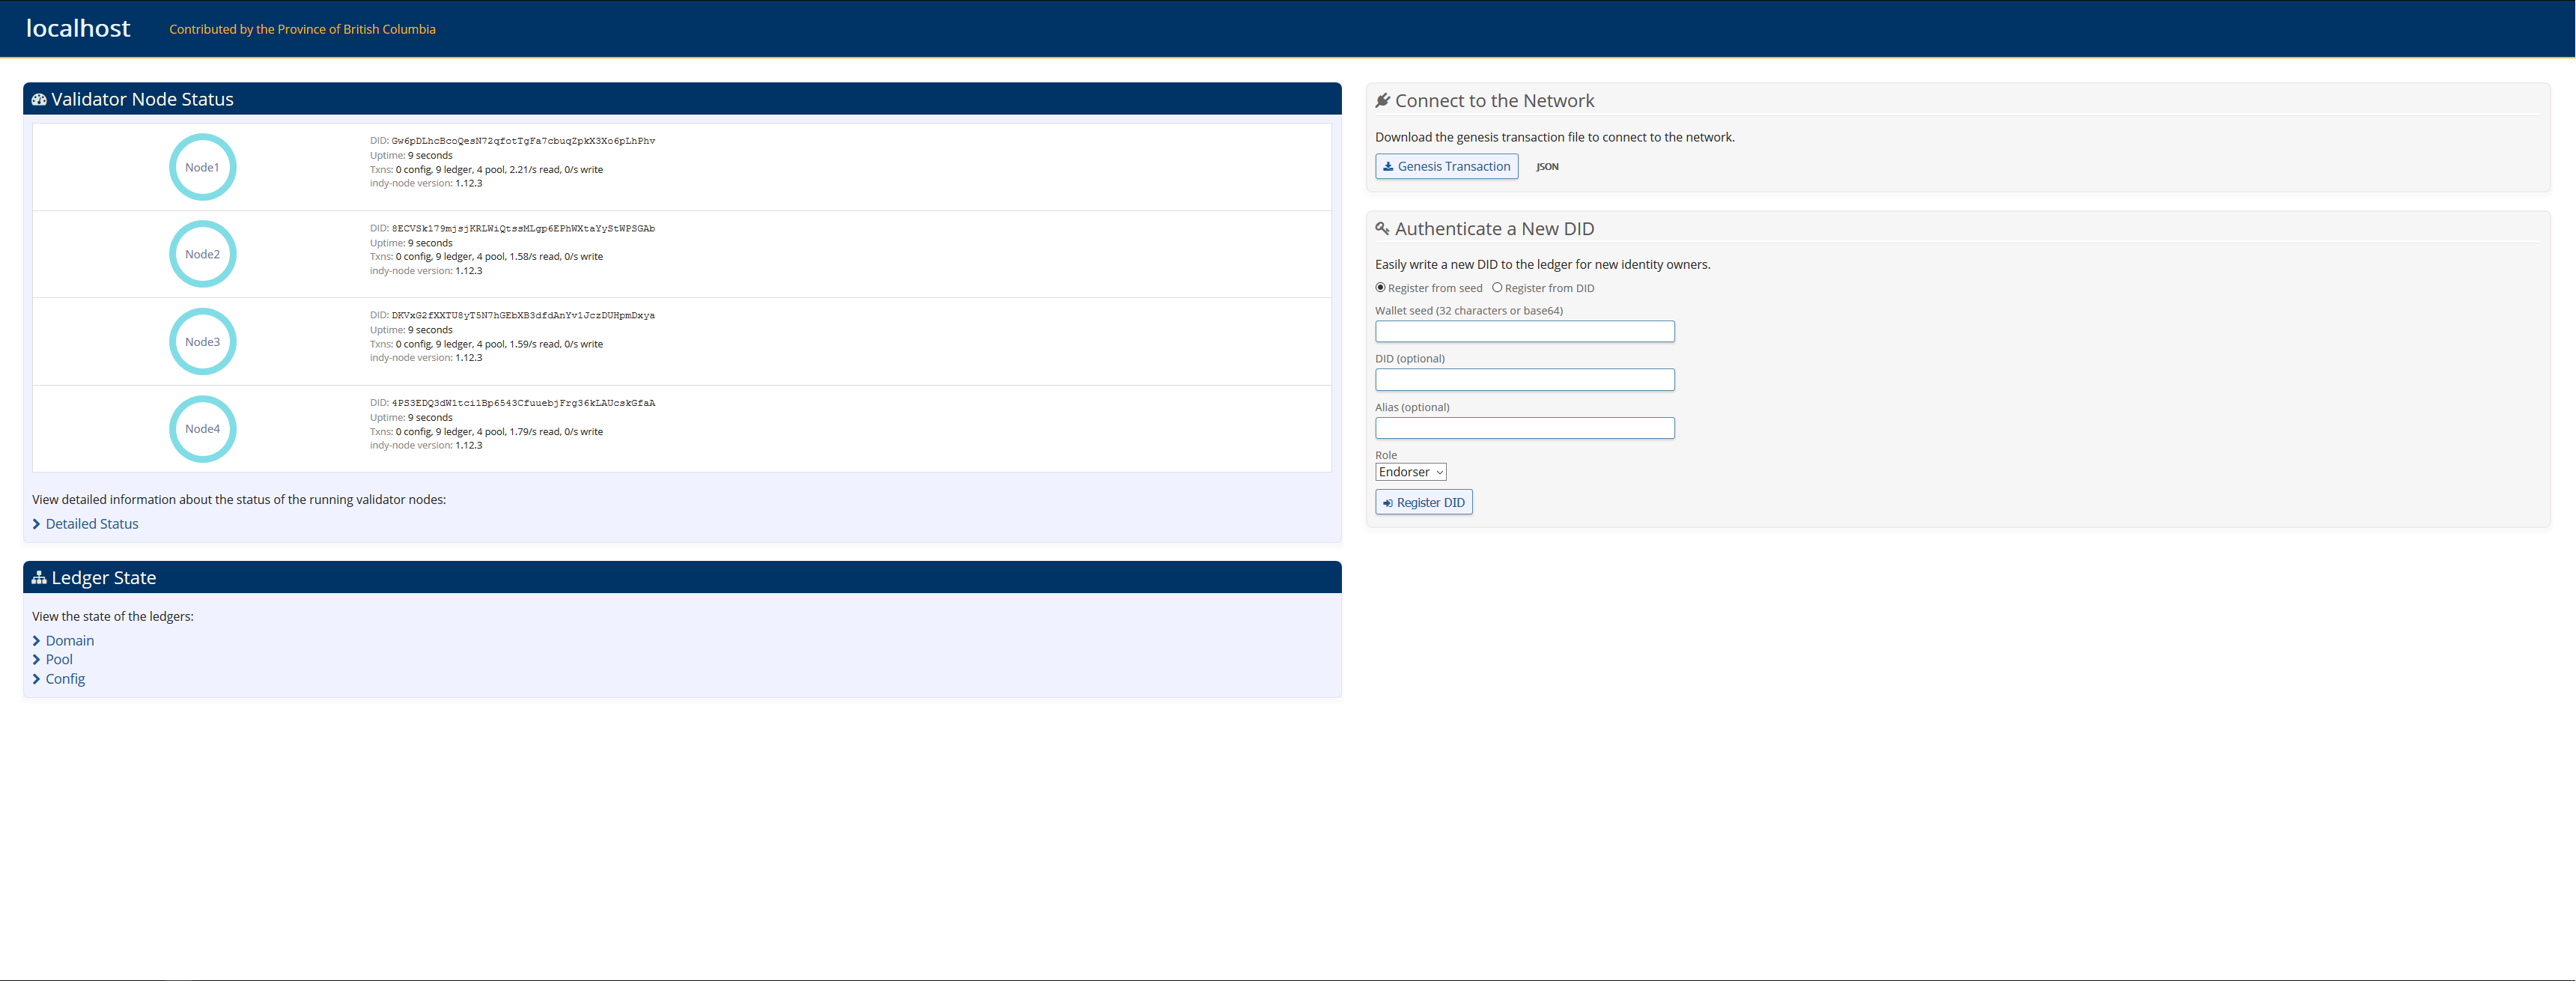 localhost
Contributed by the Province of British Columbia
Validator Node Status
Node1
DID: Gw6pDLhcBcoQesN72qfotTgFa7cbuqZpkX3Xo6pLhPhv
Uptime: 9 seconds
Txns: 0 config, 9 ledger, 4 pool, 2.21/s read, 0/s write
indy-node version: 1.12.3
Node2
DID: 8ECVSk179mjsjKRLWiQtssMLgp6EPhWXtaYyStWPSGAb
Uptime: 9 seconds
Txns: 0 config, 9 ledger, 4 pool, 1.58/s read, 0/s write
indy-node version: 1.12.3
Node3
DID: DKVxG2fXXTU8yT5N7hGEbXB3dfdAnYv1JczDUHpmDxya
Uptime: 9 seconds
Txns: 0 config, 9 ledger, 4 pool, 1.59/s read, 0/s write
indy-node version: 1.12.3
Node4
DID: 4PS3EDQ3dW1tci1Bp6543CfuuebjFrg36kLAUcskGfaA
Uptime: 9 seconds
Txns: 0 config, 9 ledger, 4 pool, 1.79/s read, 0/s write
indy-node version: 1.12.3
View detailed information about the status of the running validator nodes:
Detailed Status
Ledger State
View the state of the ledgers:
Domain
Pool
Config
Connect to the Network
Download the genesis transaction file to connect to the network.
Genesis Transaction JSON
Authenticate a New DID
Easily write a new DID to the ledger for new identity owners.
Register from seed Register from DID
Wallet seed (32 characters or base64)
DID (optional)
Alias (optional)
Role
Endorser
Register DID